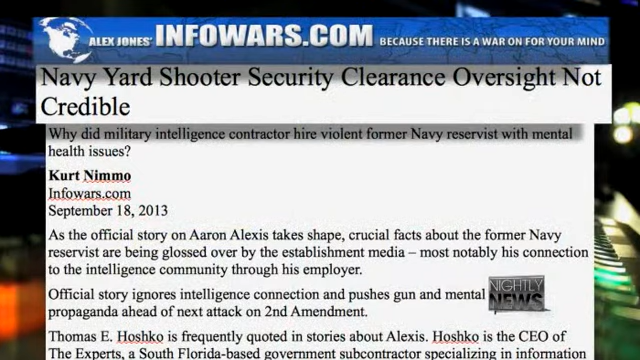 ALEX JONES' INFOWARS.COM BECAUSE THERE IS A WAR ON FOR YOUR MIND
Navy Yard Shooter Security Clearance Oversight Not
Credible
Why did military intelligence contractor hire violent former Navy reservist with mental
health issues?
Kurt Nimmo
Infowars.com
September 18, 2013
As the official story on Aaron Alexis takes shape, crucial facts about the former Navy
reservist are being glossed over by the establishment media – most notably his connection
to the intelligence community through his employer.
Official story ignores intelligence connection and pushes gun and mental
propaganda ahead of next attack on 2nd Amendment.
NIGHTLY
NEWS
Thomas E. Hoshko is frequently quoted in stories about Alexis. Hoshko is the CEO of
The Experts, a South Florida-based government subcontractor specializing in information